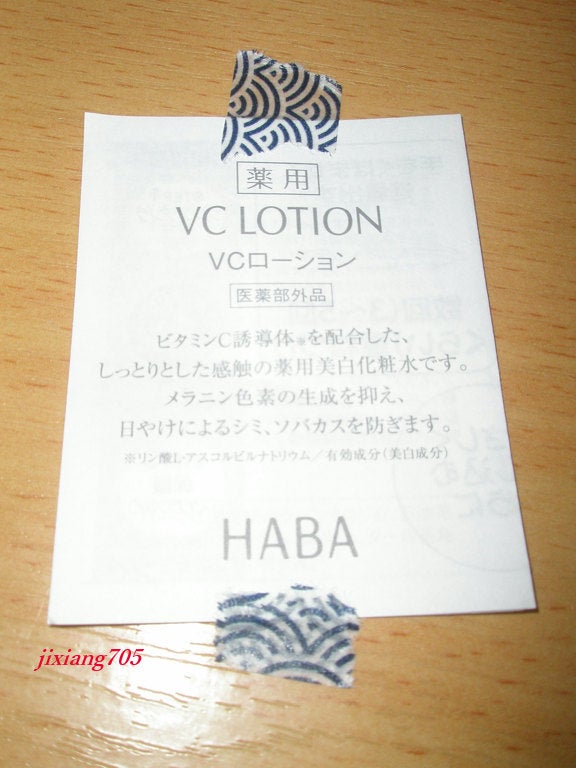 薬用
VC LOTION
VCローション
医薬部外品
ビタミンC誘導体※を配合した、
しっとりとした感触の薬用美白化粧水です。
メラニン色素の生成を抑え、
日やけによるシミ、ソバカスを防ぎます。
※リン酸L-アスコルビルナトリウム/有効成分(美白成分)
HABA
jixiang705